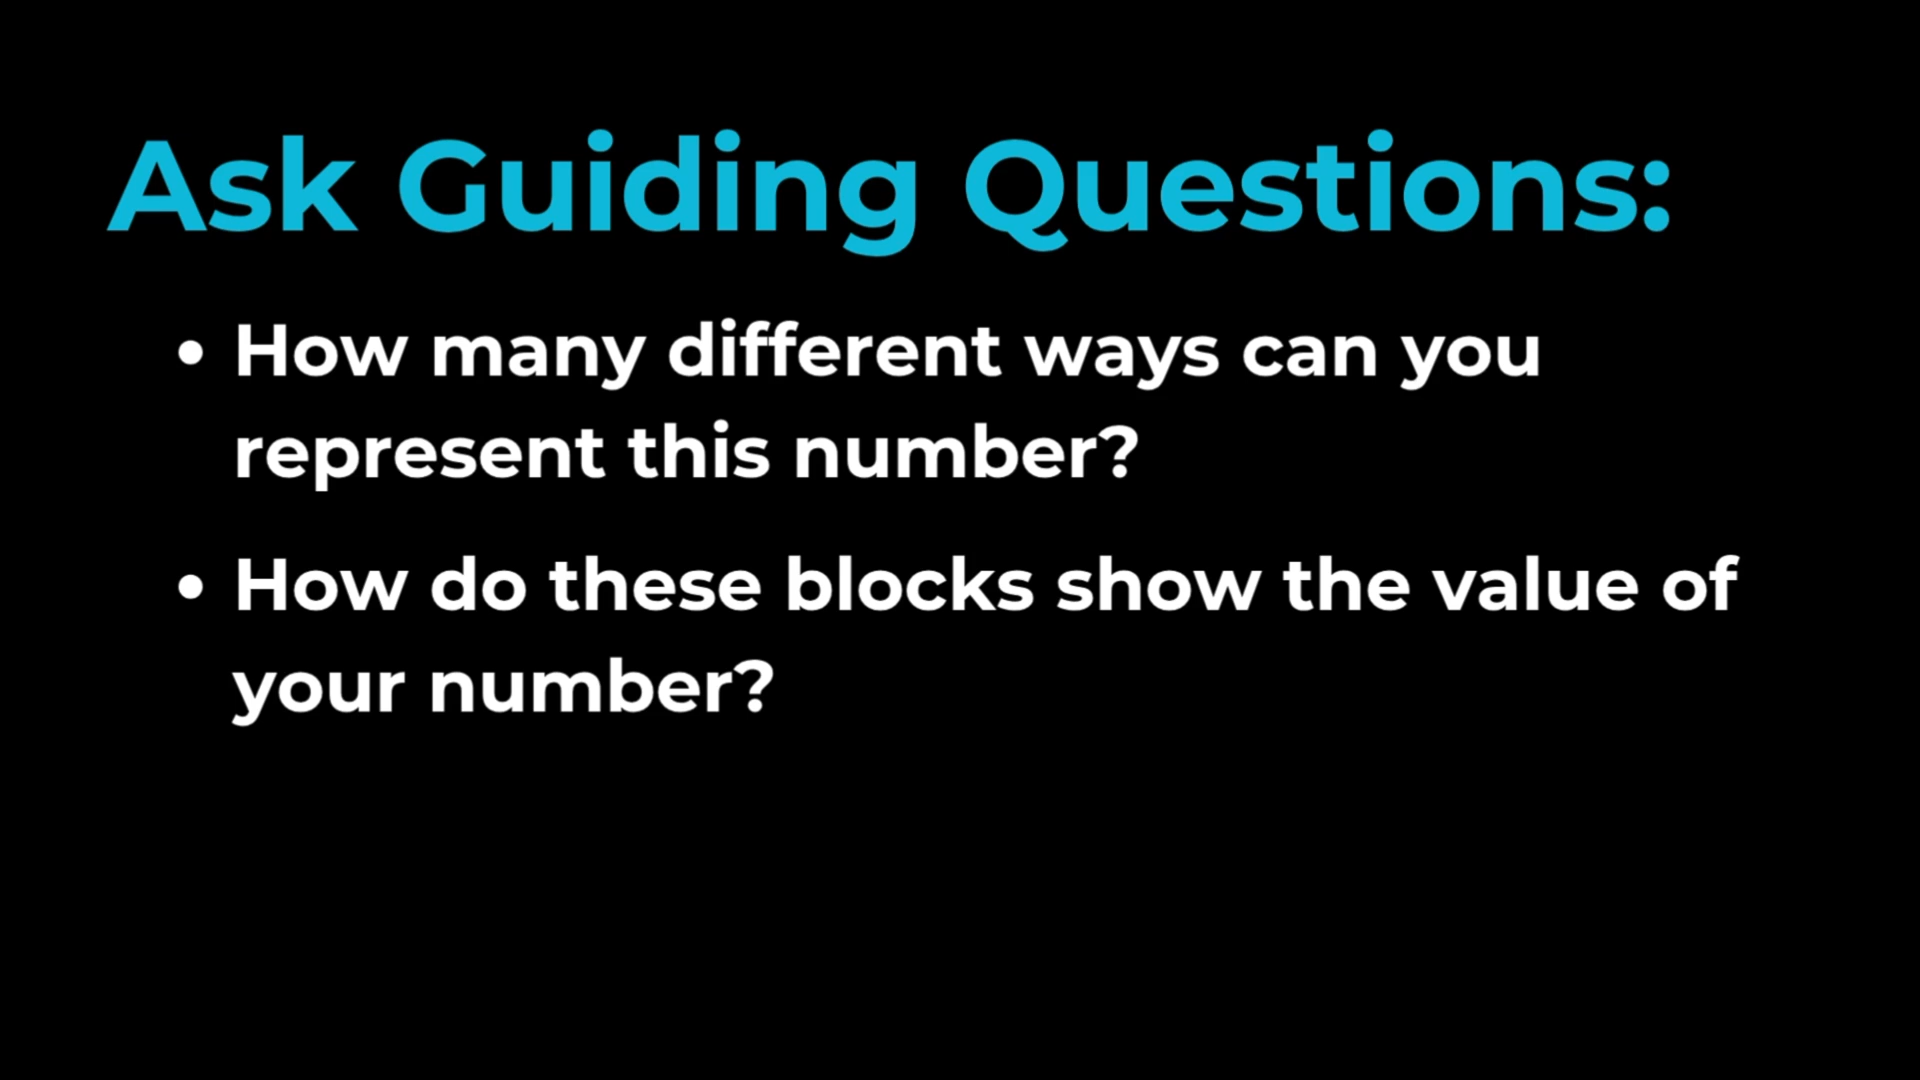 Ask Guiding Questions:
• How many different ways can you
represent this number?
• How do these blocks show the value of
your number?